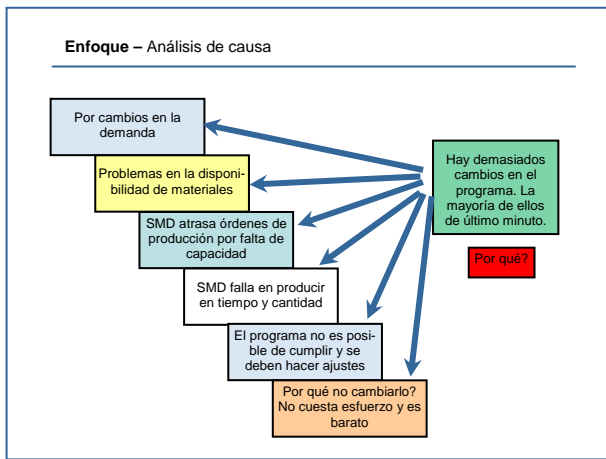 Enfoque – Análisis de causa
Por cambios en la
demanda
Problemas en la disponi-
bilidad de materiales
SMD atrasa órdenes de
producción por falta de
capacidad
SMD falla en producir
en tiempo y cantidad
El programa no es posi-
ble de cumplir y se
deben hacer ajustes
Por qué no cambiarlo?
No cuesta esfuerzo y es
barato
Hay demasiados
cambios en el
programa. La
mayoría de ellos
de último minuto.
Por qué?